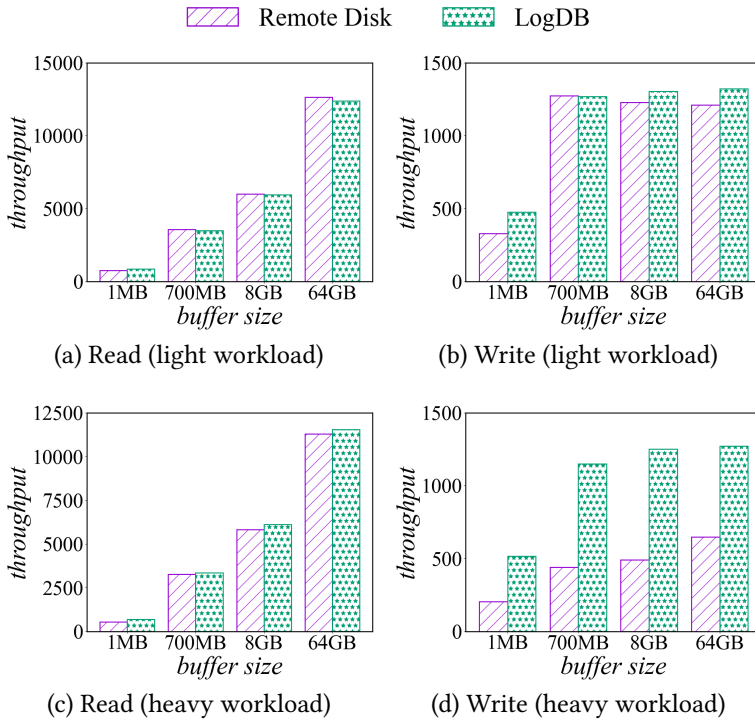 Remote Disk LogDB
15000
10000
5000
0
throughput
1MB 700MB 8GB 64GB
buffer size
(a) Read (light workload)
1500
1000
500
0
throughput
1MB 700MB 8GB 64GB
buffer size
(b) Write (light workload)
12500
10000
7500
5000
2500
0
throughput
1MB 700MB 8GB 64GB
buffer size
(c) Read (heavy workload)
1500
1000
500
0
throughput
1MB 700MB 8GB 64GB
buffer size
(d) Write (heavy workload)